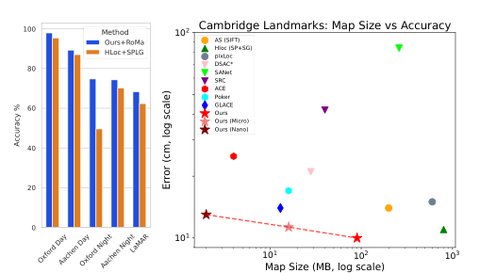 100
80
60
40
20
0
Accuracy %
Method
Ours+RoMa
HLoc+SPLG
Oxford Day
Aachen Day
Oxford Night
Aachen Night
LaMAR
Cambridge Landmarks: Map Size vs Accuracy
10²
10¹
Error (cm, log scale)
AS (SIFT)
Hloc (SP+SG)
pixLoc
DSAC*
SANet
SRC
ACE
Poker
GLACE
Ours
Ours (Micro)
Ours (Nano)
10¹
10²
10³
Map Size (MB, log scale)